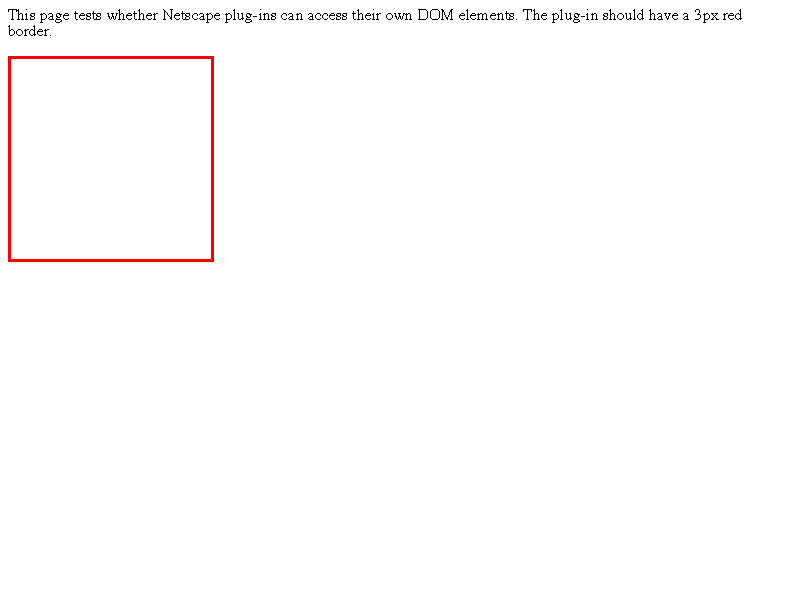 This page tests whether Netscape plug-ins can access their own DOM elements. The plug-in should have a 3px red
border.